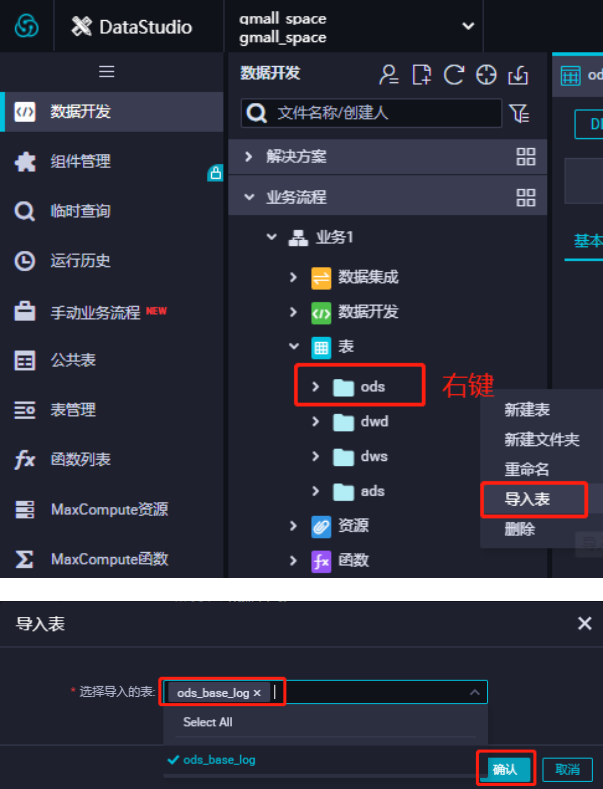 DataStudio
gmall_space
gmall_space
数据开发
数据开发
od
文件名称/创建人
组件管理
解决方案
临时查询
业务流程
业务1
基本
运行历史
数据集成
手动业务流程 NEW
数据开发
表
公共表
ods
右键
新建表
表管理
dwd
新建文件夹
函数列表
dws
重命名
ads
导入表
MaxCompute资源
资源
删除
MaxCompute函数
函数
导入表
* 选择导入的表:
ods_base_log ×
Select All
ods_base_log
确认
取消